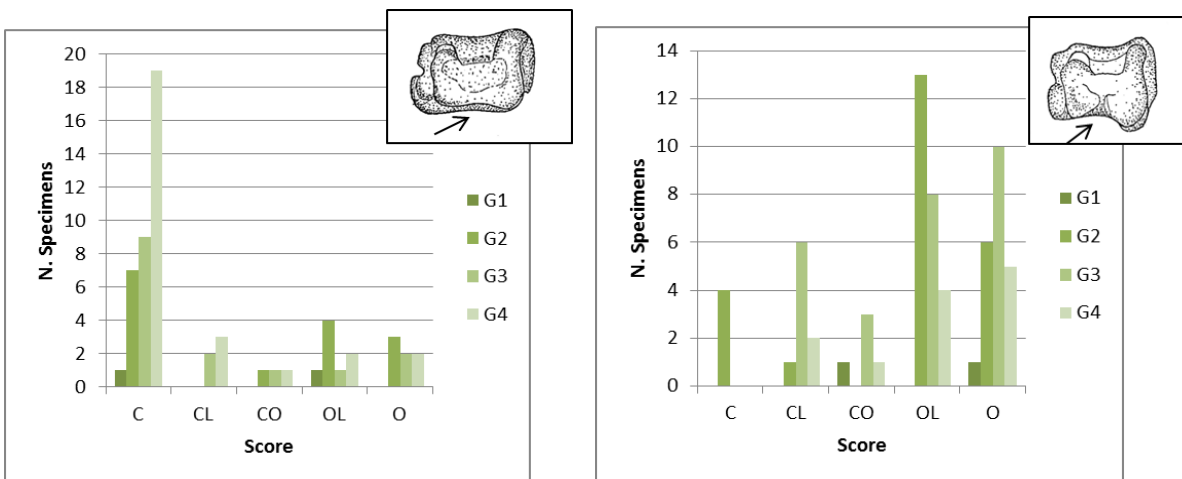 20
18
16
14
12
10
8
6
4
2
0
N. Specimens
C CL CO OL O
Score
G1
G2
G3
G4
14
12
10
8
6
4
2
0
N. Specimens
C CL CO OL O
Score
G1
G2
G3
G4